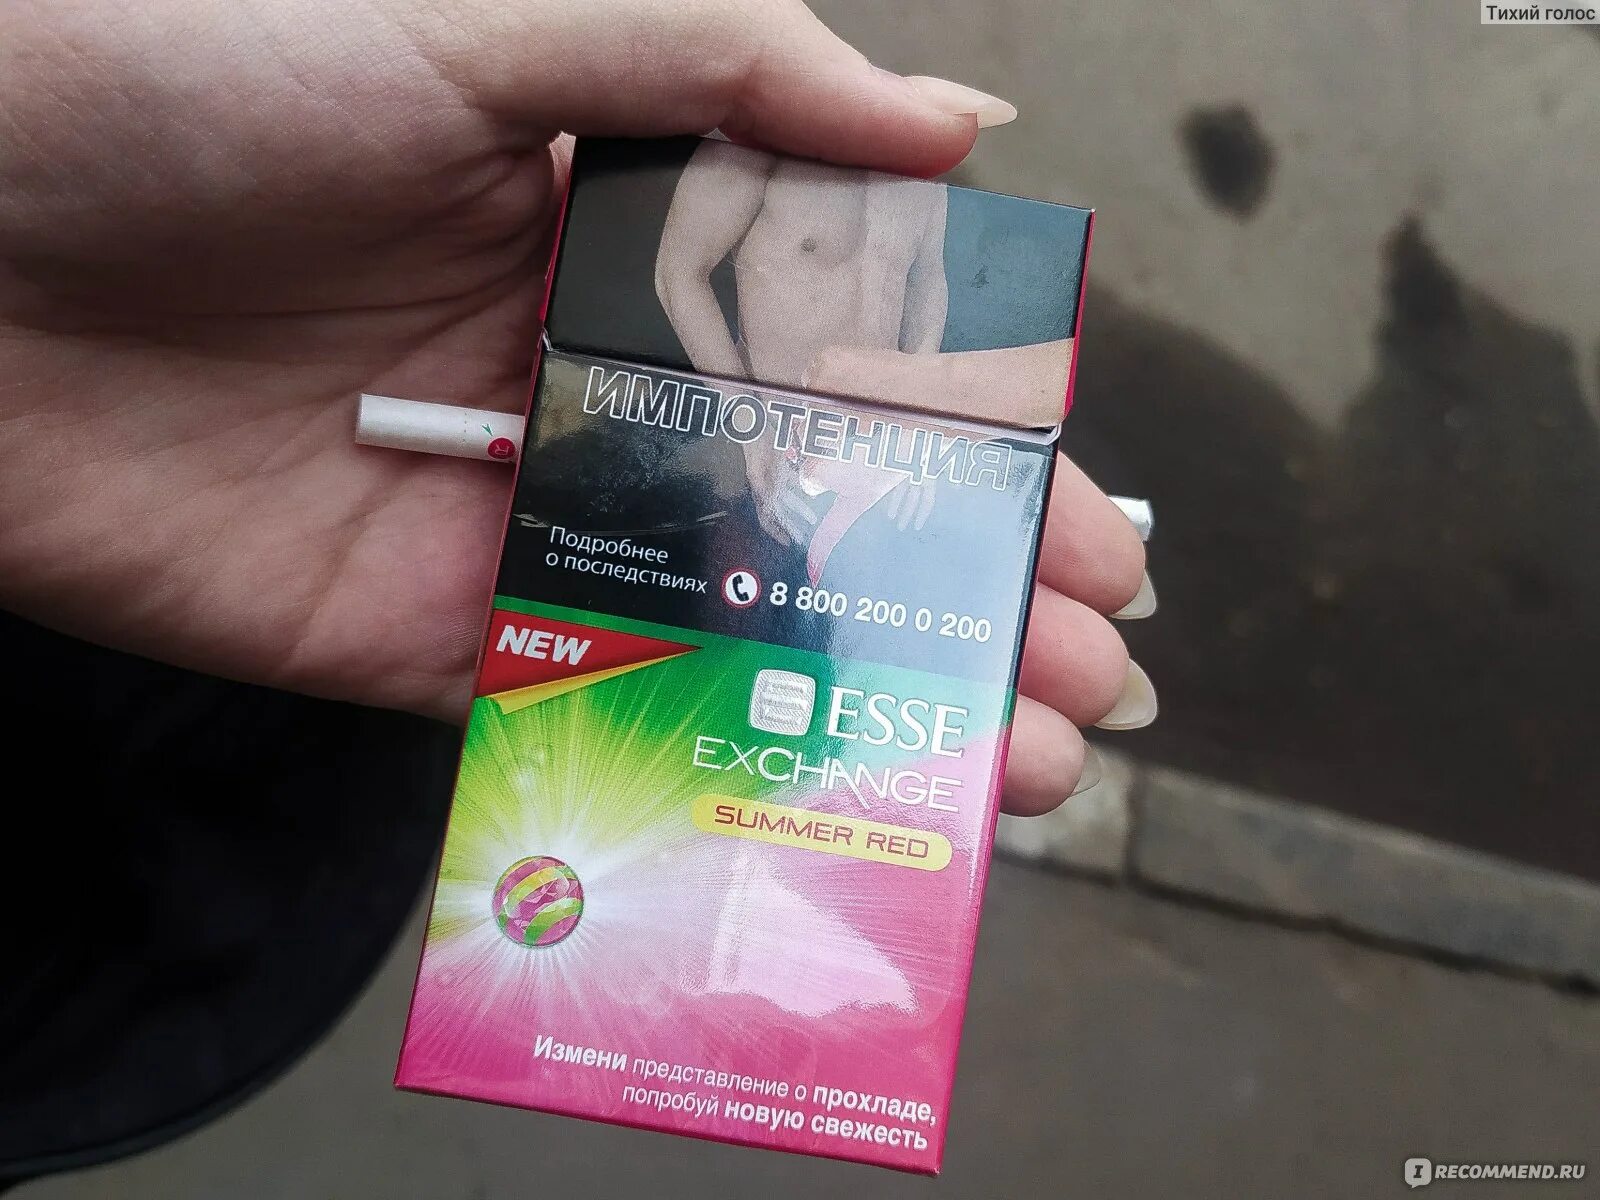 Тихий голос
ИМПОТЕНЦИЯ
Подробнее
о последствиях
8 800 200 0 200
NEW
ESSE
EXCHANGE
SUMMER RED
Измени представление о прохладе,
попробуй новую свежесть
IRECOMMEND.RU